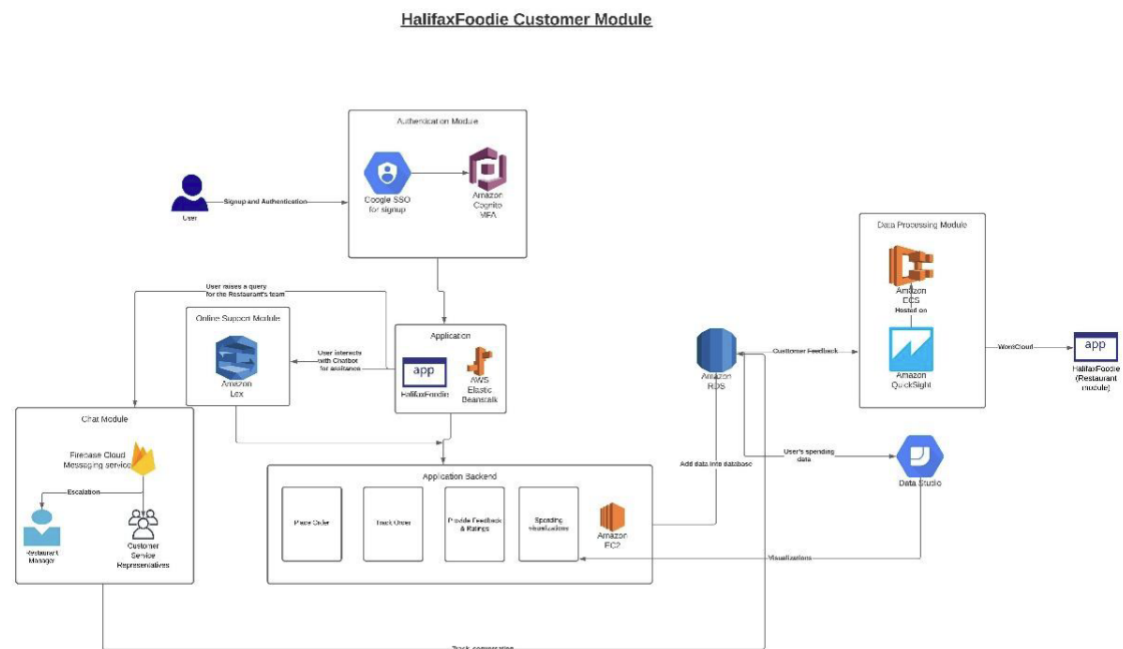 HalifaxFoodie Customer Module
Authentication Module
Google SSO
for signup
Amazon
Cognito
MFA
User
Signup and Authentication
Data Processing Module
Amazon
ECS
Hosted on
Amazon
QuickSight
User raises a query
for the Restaurant's team
Online Support Module
Amazon
Lex
User interacts
with Chatbot
for
Application
app
HalifaxFoodie
AWS
Elastic
Beanstalk
Amazon
RDS
Customer Feedback
app
HalifaxFoodie
(Restaurant
module)
Chat Module
Firebase Cloud
Messaging service
Escalation
Restaurant
Manager
Customer
Service
Representatives
Application Backend
Place Order
Track Order
Provide Feedback
& Ratings
Spending
visualizations
Amazon
EC2
Add data into database
User's spending
data
Data Studio
Visualizations